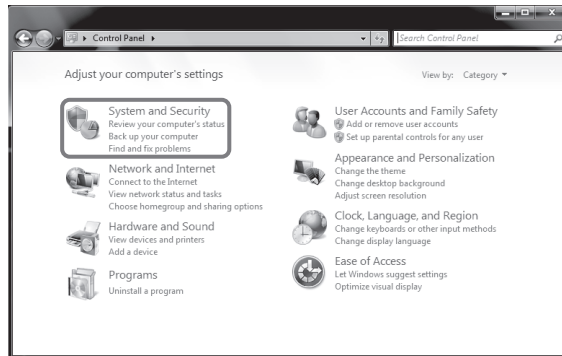 Control Panel
Search Control Panel
Adjust your computer's settings
View by: Category
System and Security
Review your computer's status
Back up your computer
Find and fix problems
Network and Internet
Connect to the Internet
View network status and tasks
Choose homegroup and sharing options
Hardware and Sound
View devices and printers
Add a device
Programs
Uninstall a program
User Accounts and Family Safety
Add or remove user accounts
Set up parental controls for any user
Appearance and Personalization
Change the theme
Change desktop background
Adjust screen resolution
Clock, Language, and Region
Change keyboards or other input methods
Change display language
Ease of Access
Let Windows suggest settings
Optimize visual display